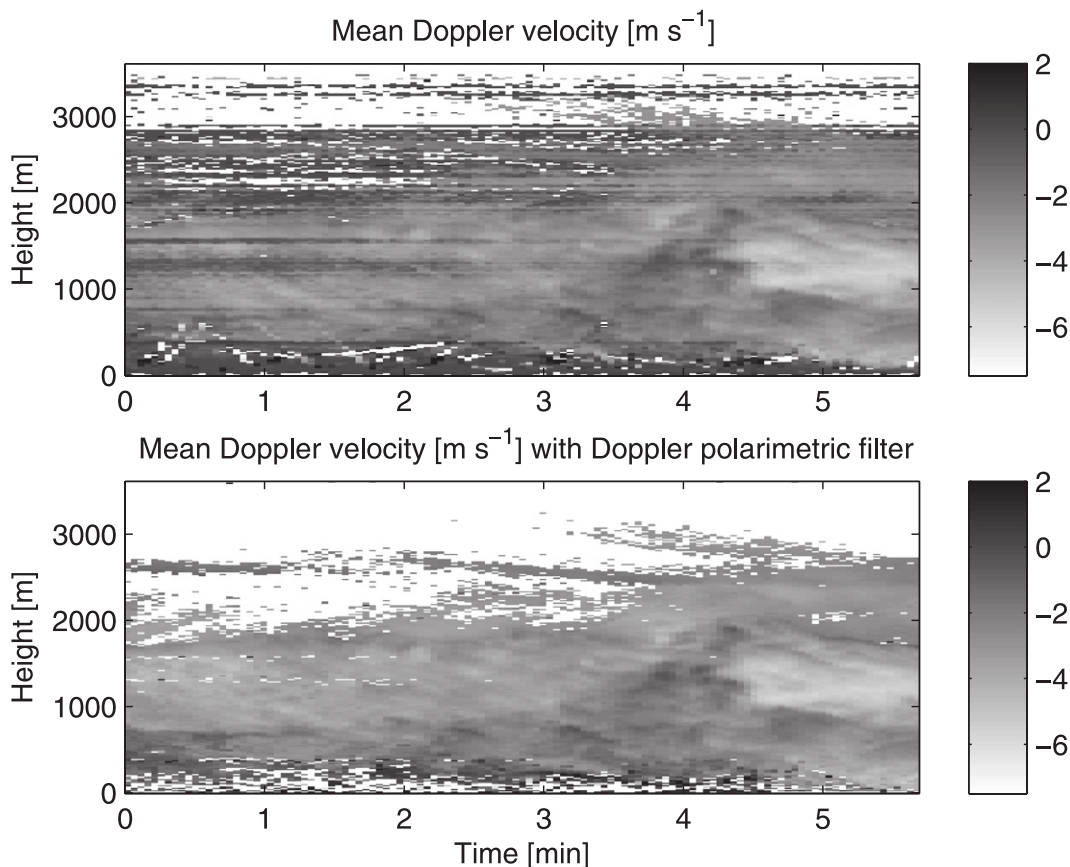 Mean Doppler velocity [m s⁻¹]
Height [m]
3000
2000
1000
0
0 1 2 3 4 5
2
0
−2
−4
−6
Mean Doppler velocity [m s⁻¹] with Doppler polarimetric filter
Height [m]
3000
2000
1000
0
0 1 2 3 4 5
Time [min]
2
0
−2
−4
−6